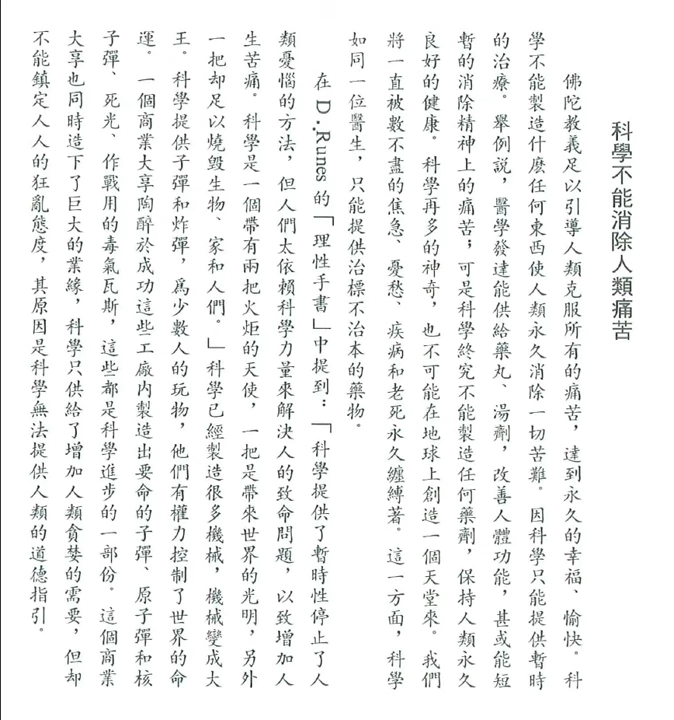 科學不能消除人類痛苦
佛陀教義足以引導人類克服所有的痛苦，達到永久的幸福、愉快。科
學不能製造什麽任何東西使人類永久消除一切苦難。因科學只能提供暫時
的治療。舉例説，醫學發達能供給藥丸、湯劑，改善人體功能，甚或能短
暫的消除精神上的痛苦；可是科學終究不能製造任何藥劑，保持人類永久
良好的健康。科學再多的神奇，也不可能在地球上創造一個天堂來。我們
將一直被數不盡的焦急、憂愁、疾病和老死永久纏縛著。這一方面，科學
如同一位醫生，只能提供治標不治本的藥物。
在D.Runes的「理性手書」中提到：「科學提供了暫時性停止了人
類憂惱的方法，但人們太依賴科學力量來解決人的致命問題，以致增加人
生苦痛。科學是一個帶有兩把火炬的天使，一把是帶來世界的光明，另外
一把却足以燒毀生物、家和人們。」科學已經製造很多機械，機械變成大
王。科學提供子彈和炸彈，爲少數人的玩物，他們有權力控制了世界的命
運。一個商業大享陶醉於成功這些工廠內製造出要命的子彈、原子彈和核
子彈、死光、作戰用的毒氣瓦斯，這些都是科學進步的一部份。這個商業
大享也同時造下了巨大的業緣，科學只供給了增加人類貪婪的需要，但却
不能鎮定人人的狂亂態度，其原因是科學無法提供人類的道德指引。